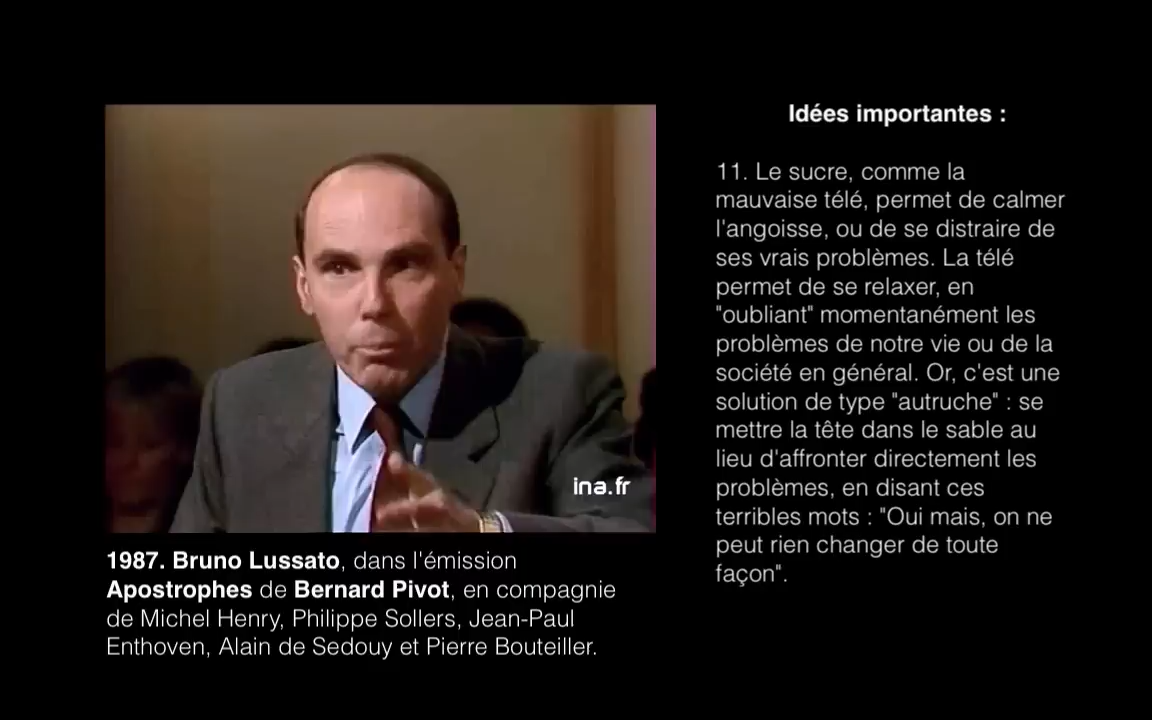 Idées importantes :
11. Le sucre, comme la
mauvaise télé, permet de calmer
l'angoisse, ou de se distraire de
ses vrais problèmes. La télé
permet de se relaxer, en
"oubliant" momentanément les
problèmes de notre vie ou de la
société en général. Or, c'est une
solution de type "autruche" : se
mettre la tête dans le sable au
lieu d'affronter directement les
problèmes, en disant ces
terribles mots : "Oui mais, on ne
peut rien changer de toute
façon".
ina.fr
1987. Bruno Lussato, dans l'émission
Apostrophes de Bernard Pivot, en compagnie
de Michel Henry, Philippe Sollers, Jean-Paul
Enthoven, Alain de Sedouy et Pierre Bouteiller.